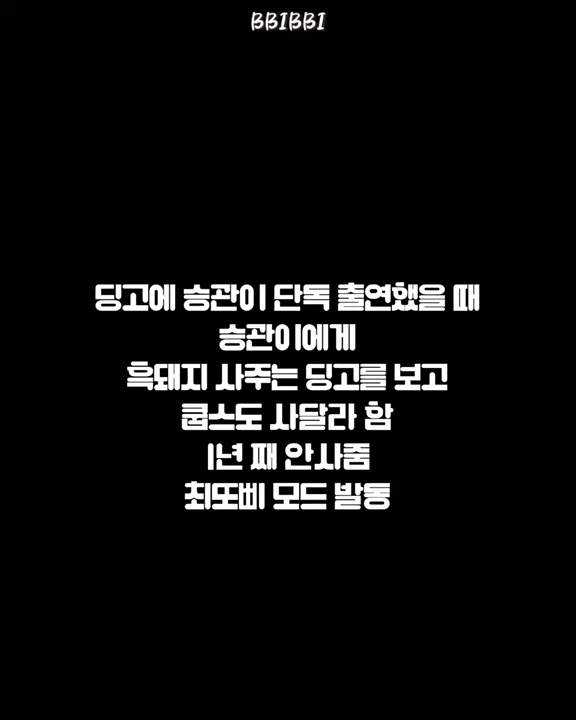 BBIBBI
딩고에 승관이 단독 출연했을 때
승관이에게
흑돼지 사주는 딩고를 보고
쿱스도 사달라 함
1년 째 안사줌
최또삐 모드 발동